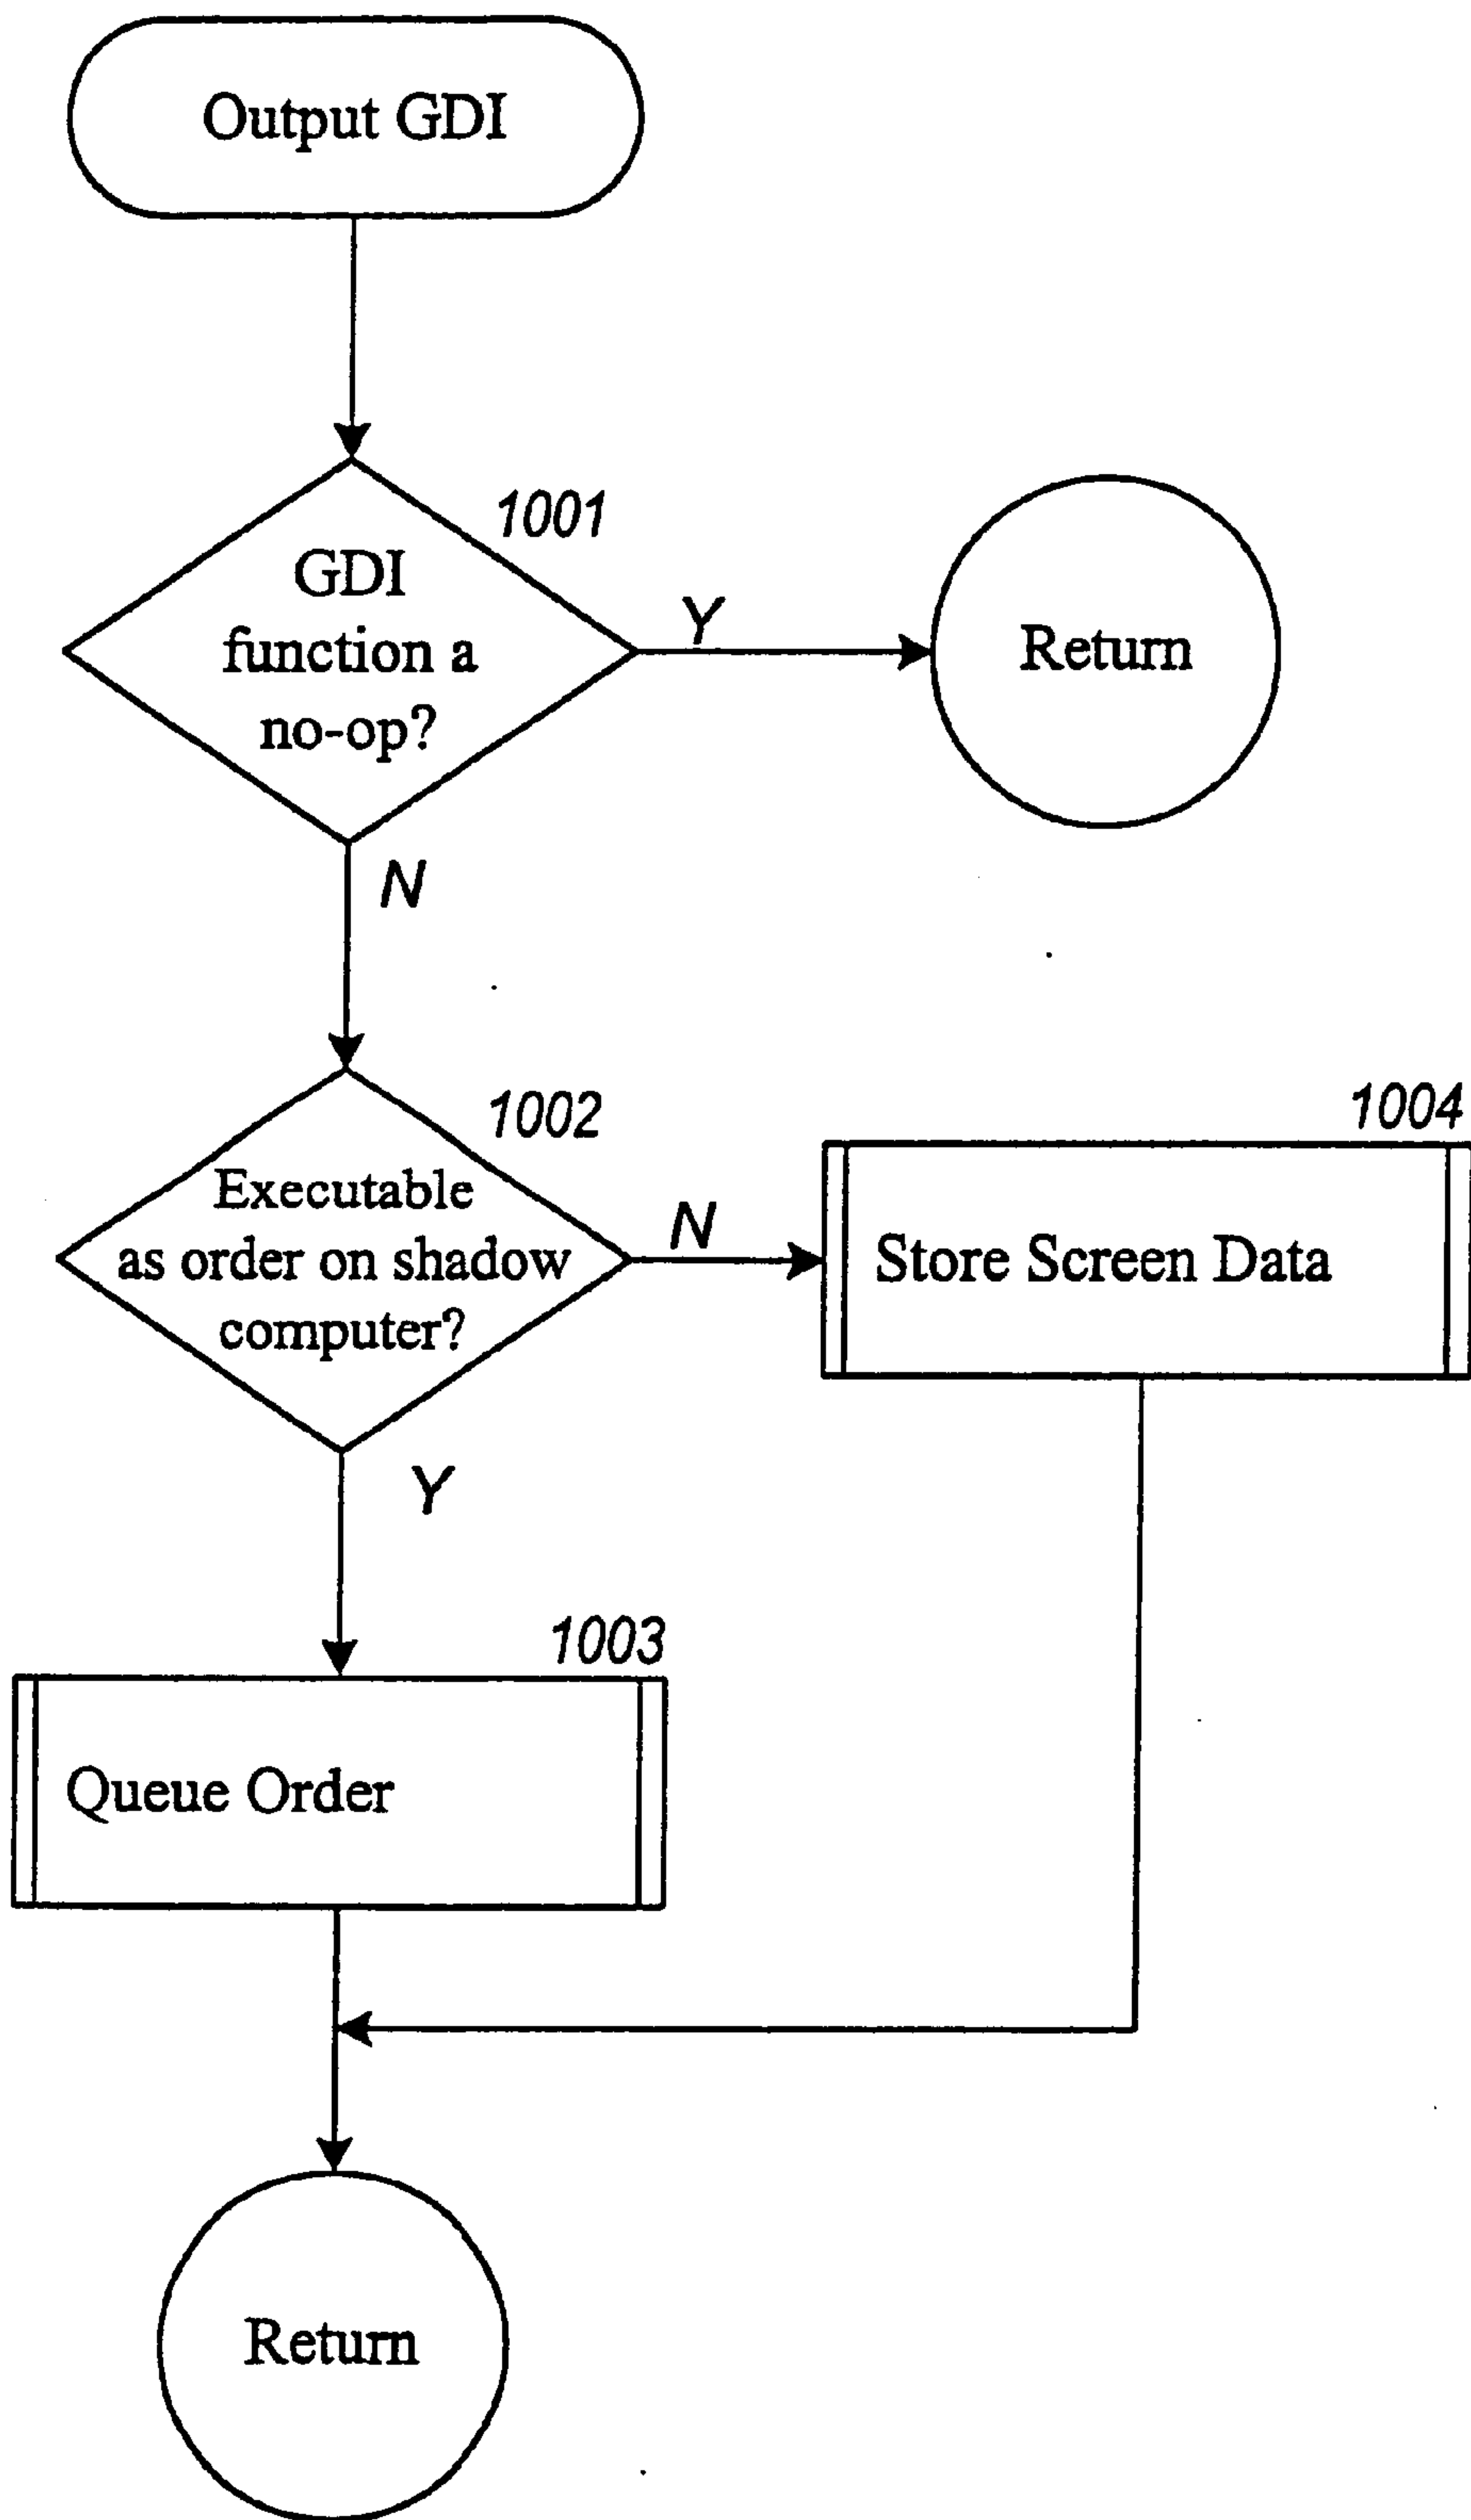 Output GDI
1001
GDI
function a
no-op?
Y
Return
N
1002
Executable
as order on shadow
computer?
N
1004
Store Screen Data
Y
1003
Queue Order
Return